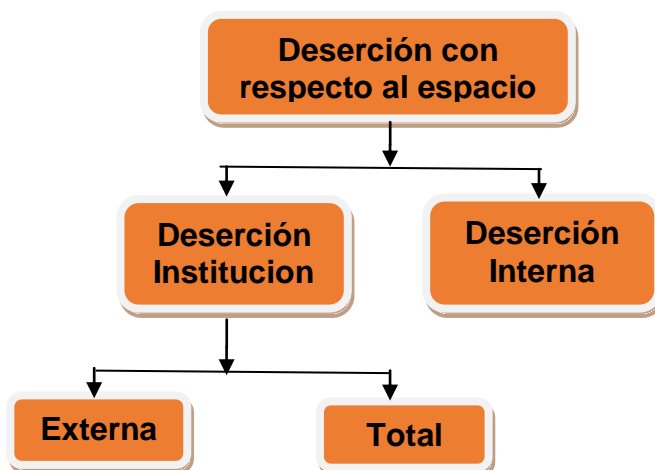 Deserción con
respecto al espacio
Deserción
Institucion
Deserción
Interna
Externa
Total